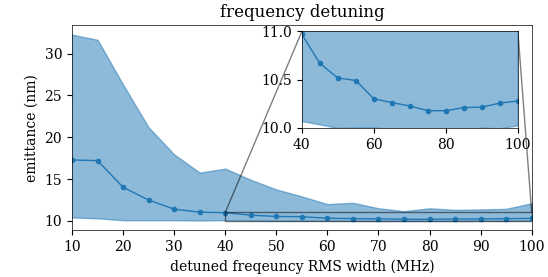 frequency detuning
emittance (nm)
30
25
20
15
10
11.0
10.5
10.0
40 60 80 100
10 20 30 40 50 60 70 80 90 100
detuned freqeuncy RMS width (MHz)